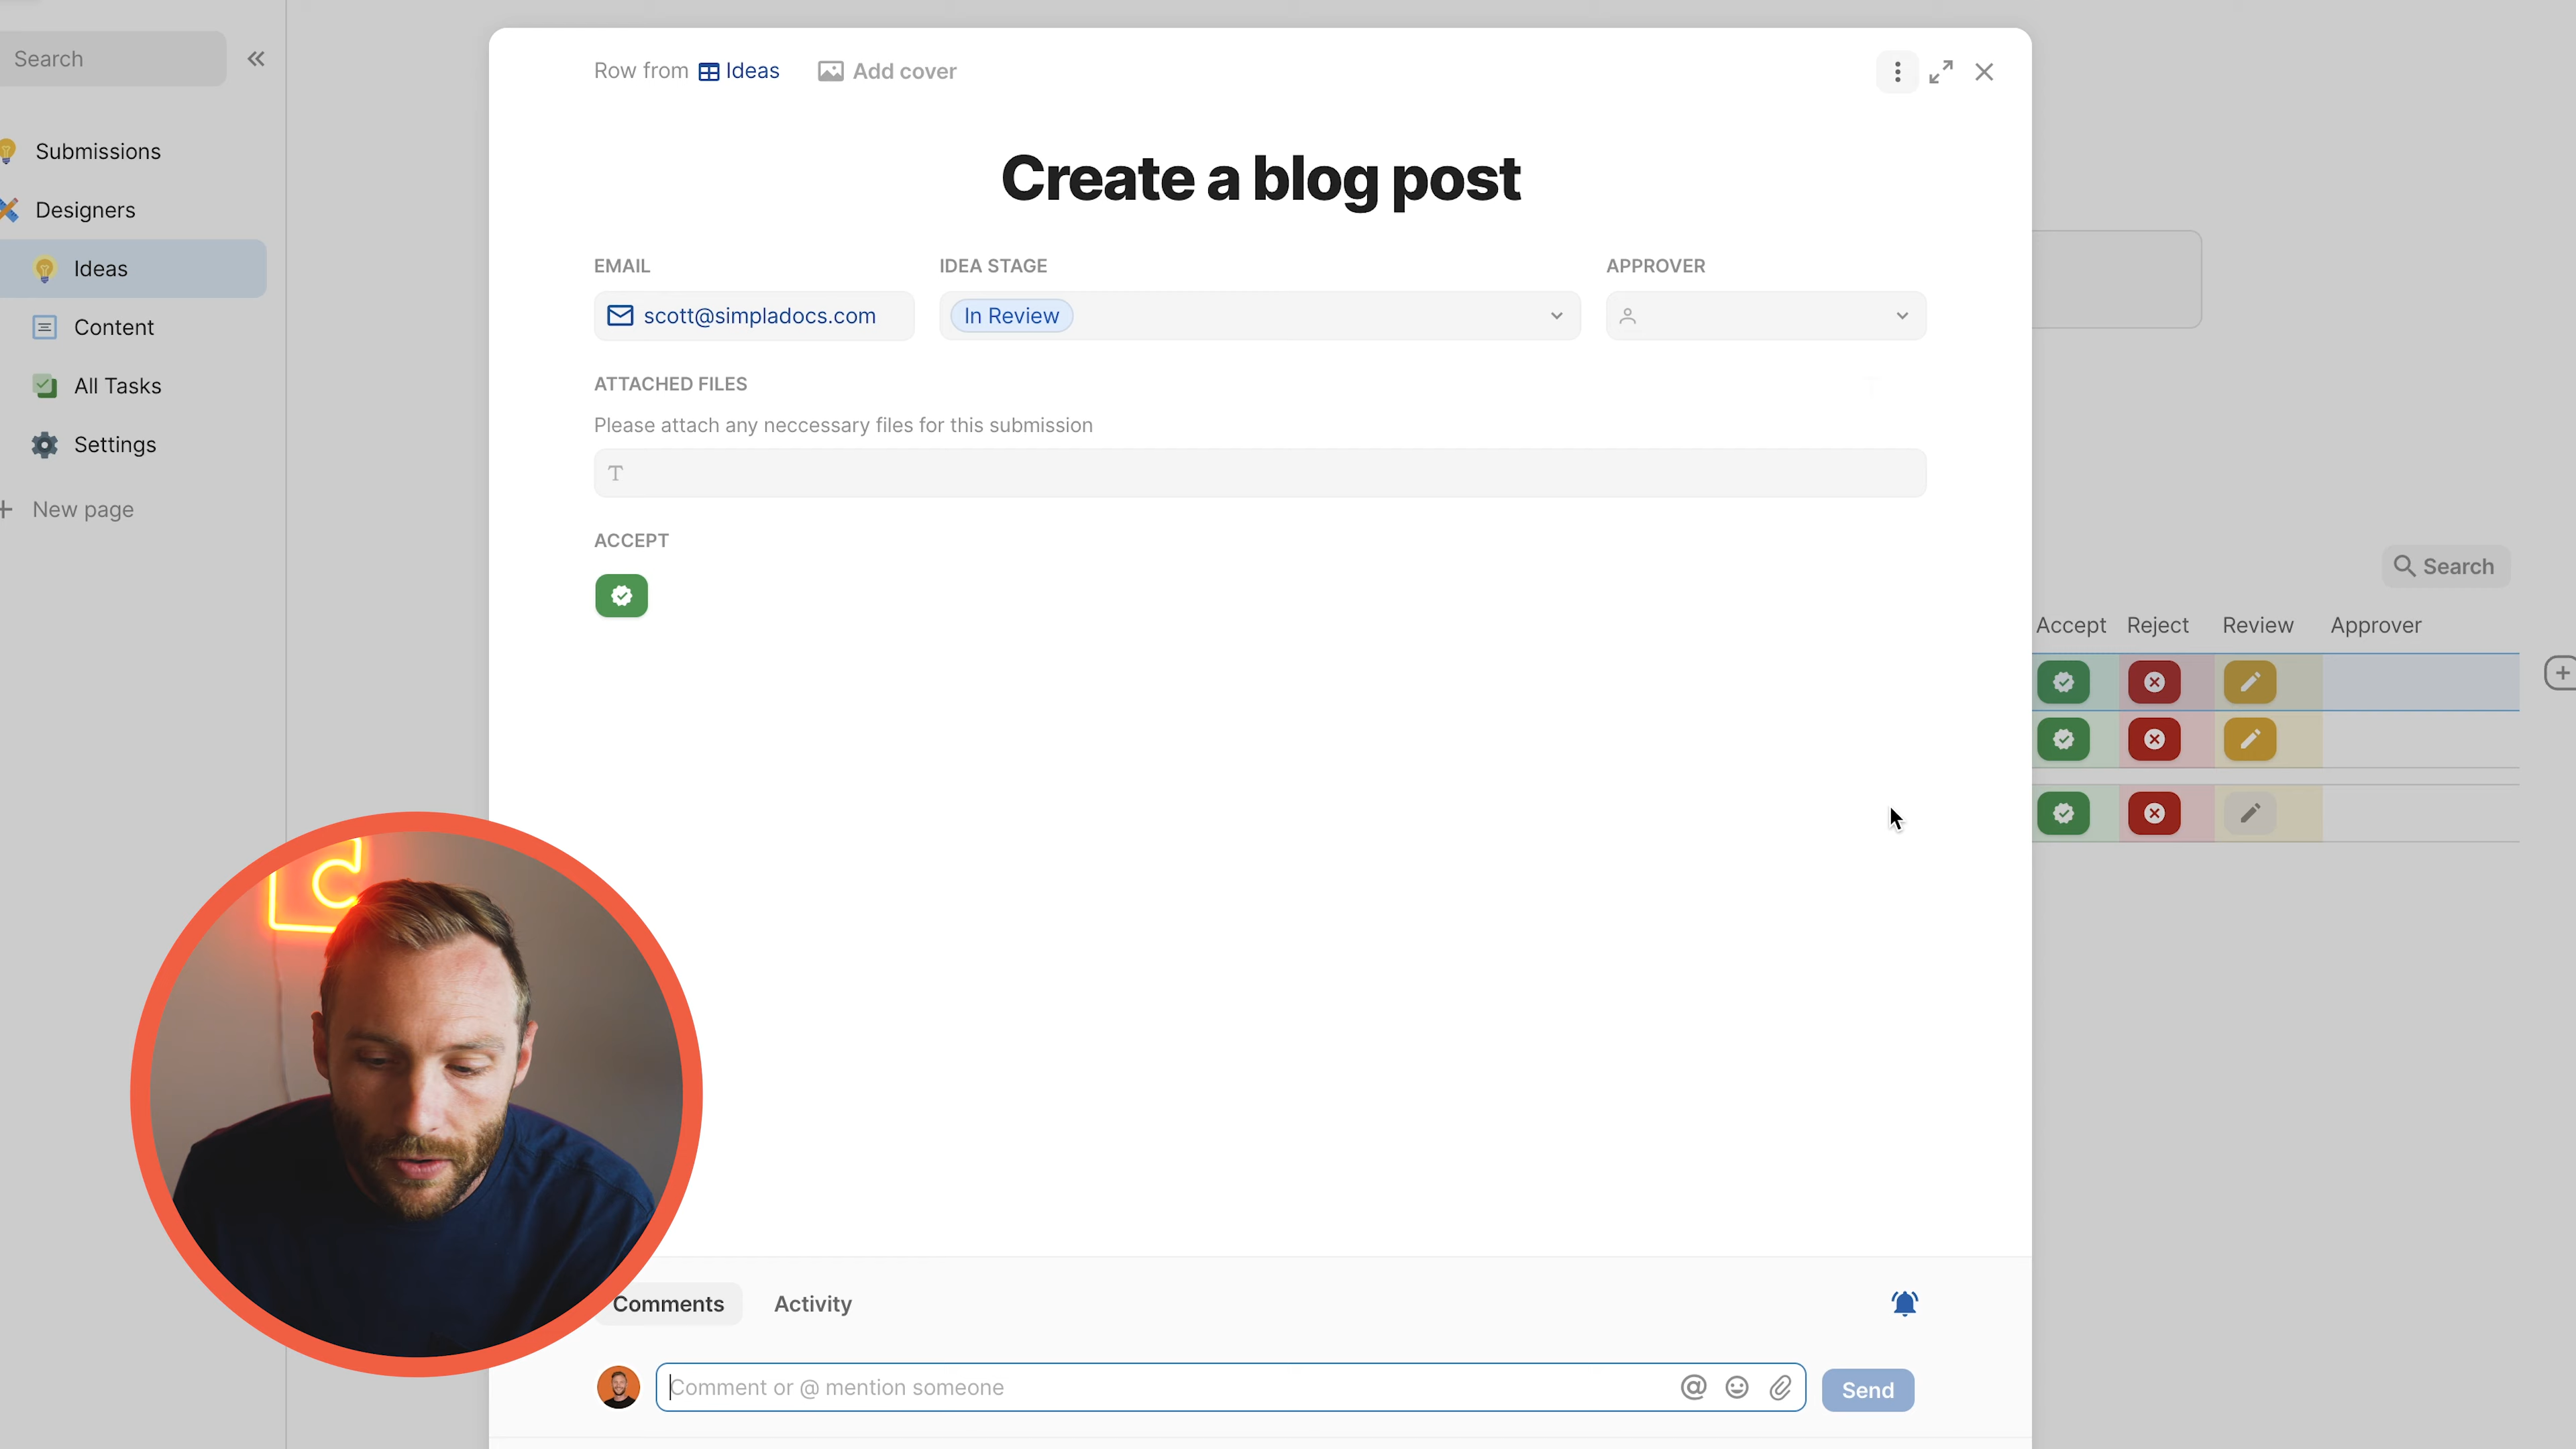 Search
Submissions
Designers
Ideas
Content
All Tasks
Settings
New page
Row from Ideas
Add cover
Create a blog post
EMAIL
IDEA STAGE
APPROVER
scott@simpladocs.com
In Review
ATTACHED FILES
Please attach any neccessary files for this submission
ACCEPT
Search
Accept Reject Review Approver
Comments
Activity
Comment or @ mention someone
Send